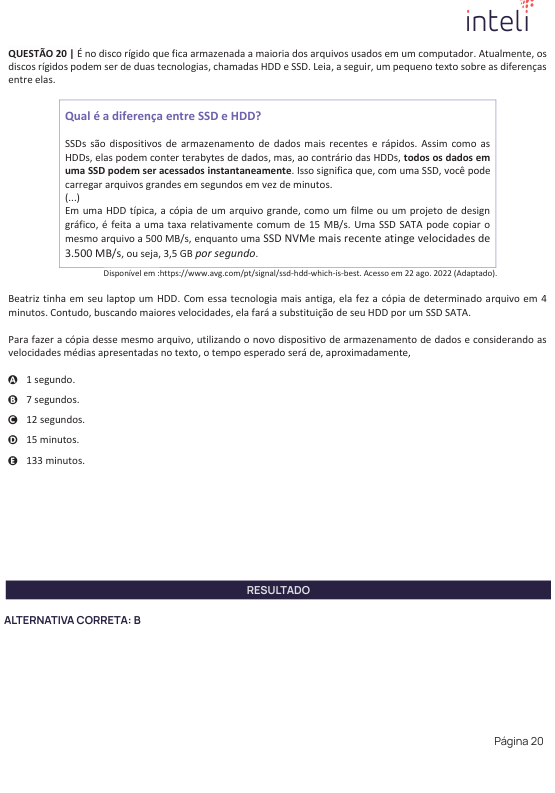 inteli
QUESTÃO 20 | É no disco rígido que fica armazenada a maioria dos arquivos usados em um computador. Atualmente, os
discos rígidos podem ser de duas tecnologias, chamadas HDD e SSD. Leia, a seguir, um pequeno texto sobre as diferenças
entre elas.
Qual é a diferença entre SSD e HDD?
SSDs são dispositivos de armazenamento de dados mais recentes e rápidos. Assim como as
HDDs, elas podem conter terabytes de dados, mas, ao contrário das HDDs, todos os dados em
uma SSD podem ser acessados instantaneamente. Isso significa que, com uma SSD, você pode
carregar arquivos grandes em segundos em vez de minutos.
(...)
Em uma HDD típica, a cópia de um arquivo grande, como um filme ou um projeto de design
gráfico, é feita a uma taxa relativamente comum de 15 MB/s. Uma SSD SATA pode copiar o
mesmo arquivo a 500 MB/s, enquanto uma SSD NVMe mais recente atinge velocidades de
3.500 MB/s, ou seja, 3,5 GB por segundo.
Disponível em :https://www.avg.com/pt/signal/ssd-hdd-which-is-best. Acesso em 22 ago. 2022 (Adaptado).
Beatriz tinha em seu laptop um HDD. Com essa tecnologia mais antiga, ela fez a cópia de determinado arquivo em 4
minutos. Contudo, buscando maiores velocidades, ela fará a substituição de seu HDD por um SSD SATA.
Para fazer a cópia desse mesmo arquivo, utilizando o novo dispositivo de armazenamento de dados e considerando as
velocidades médias apresentadas no texto, o tempo esperado será de, aproximadamente,
A 1 segundo.
B 7 segundos.
C 12 segundos.
D 15 minutos.
E 133 minutos.
RESULTADO
ALTERNATIVA CORRETA: B
Página 20